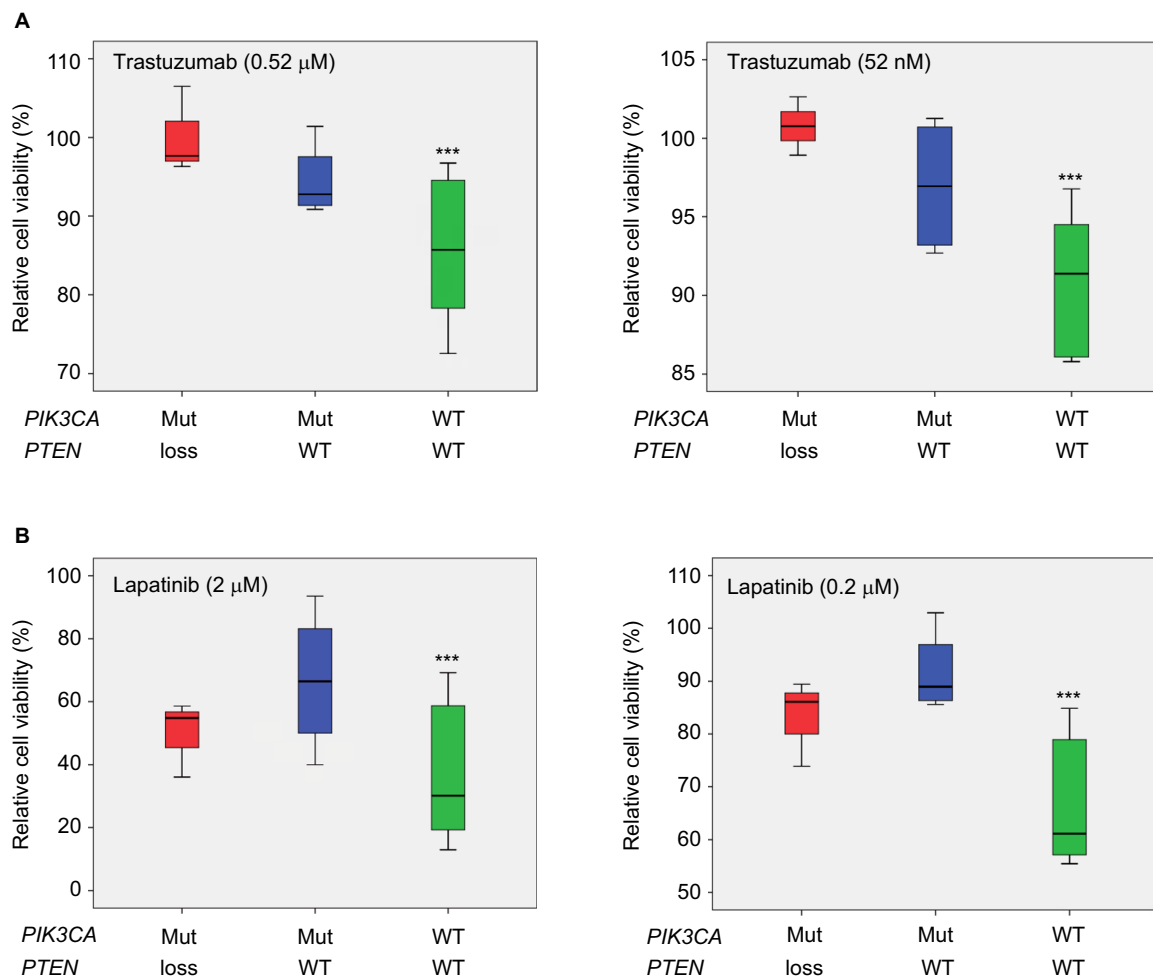 A
Trastuzumab (0.52 μM)
Relative cell viability (%)
110
100
90
80
70
***
PIK3CA Mut Mut WT
PTEN loss WT WT
Trastuzumab (52 nM)
Relative cell viability (%)
105
100
95
90
85
***
PIK3CA Mut Mut WT
PTEN loss WT WT
B
Lapatinib (2 μM)
Relative cell viability (%)
100
80
60
40
20
0
***
PIK3CA Mut Mut WT
PTEN loss WT WT
Lapatinib (0.2 μM)
Relative cell viability (%)
110
100
90
80
70
60
50
***
PIK3CA Mut Mut WT
PTEN loss WT WT